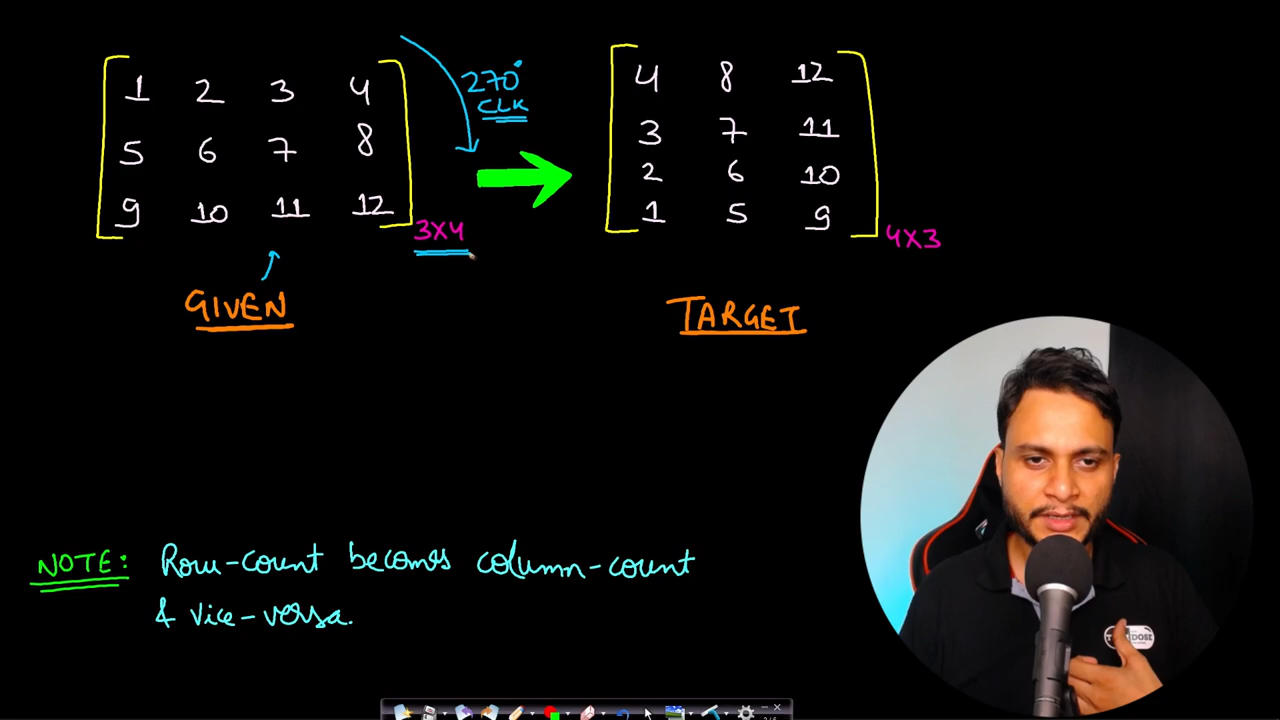 1 2 3 4
5 6 7 8
9 10 11 12
3X4
GIVEN
270°
CLK
4 8 12
3 7 11
2 6 10
1 5 9
4X3
TARGET
NOTE: Row-count becomes column-count
& vice-versa.